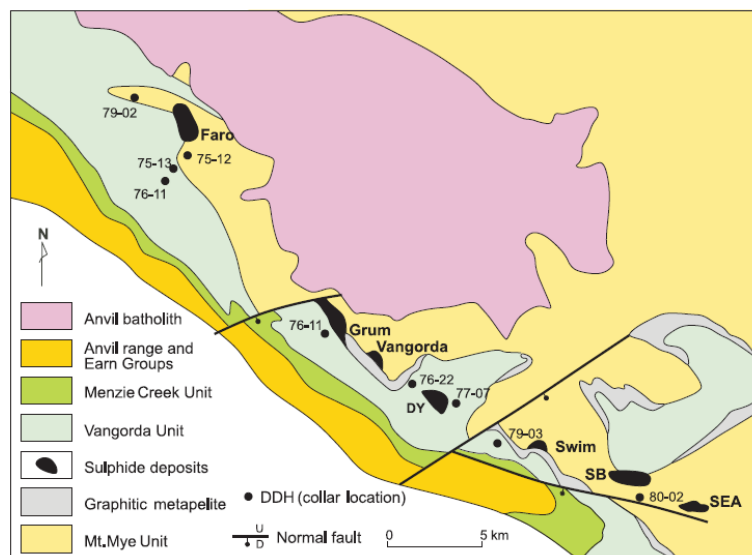 79-02
Faro
75-13
75-12
76-11
N
76-11
Grum
Vangorda
76-22
77-07
DY
79-03
Swim
SB
80-02
SEA
Anvil batholith
Anvil range and
Earn Groups
Menzie Creek Unit
Vangorda Unit
Sulphide deposits
Graphitic metapelite
Mt.Mye Unit
DDH (collar location)
U
D
Normal fault
0 5 km